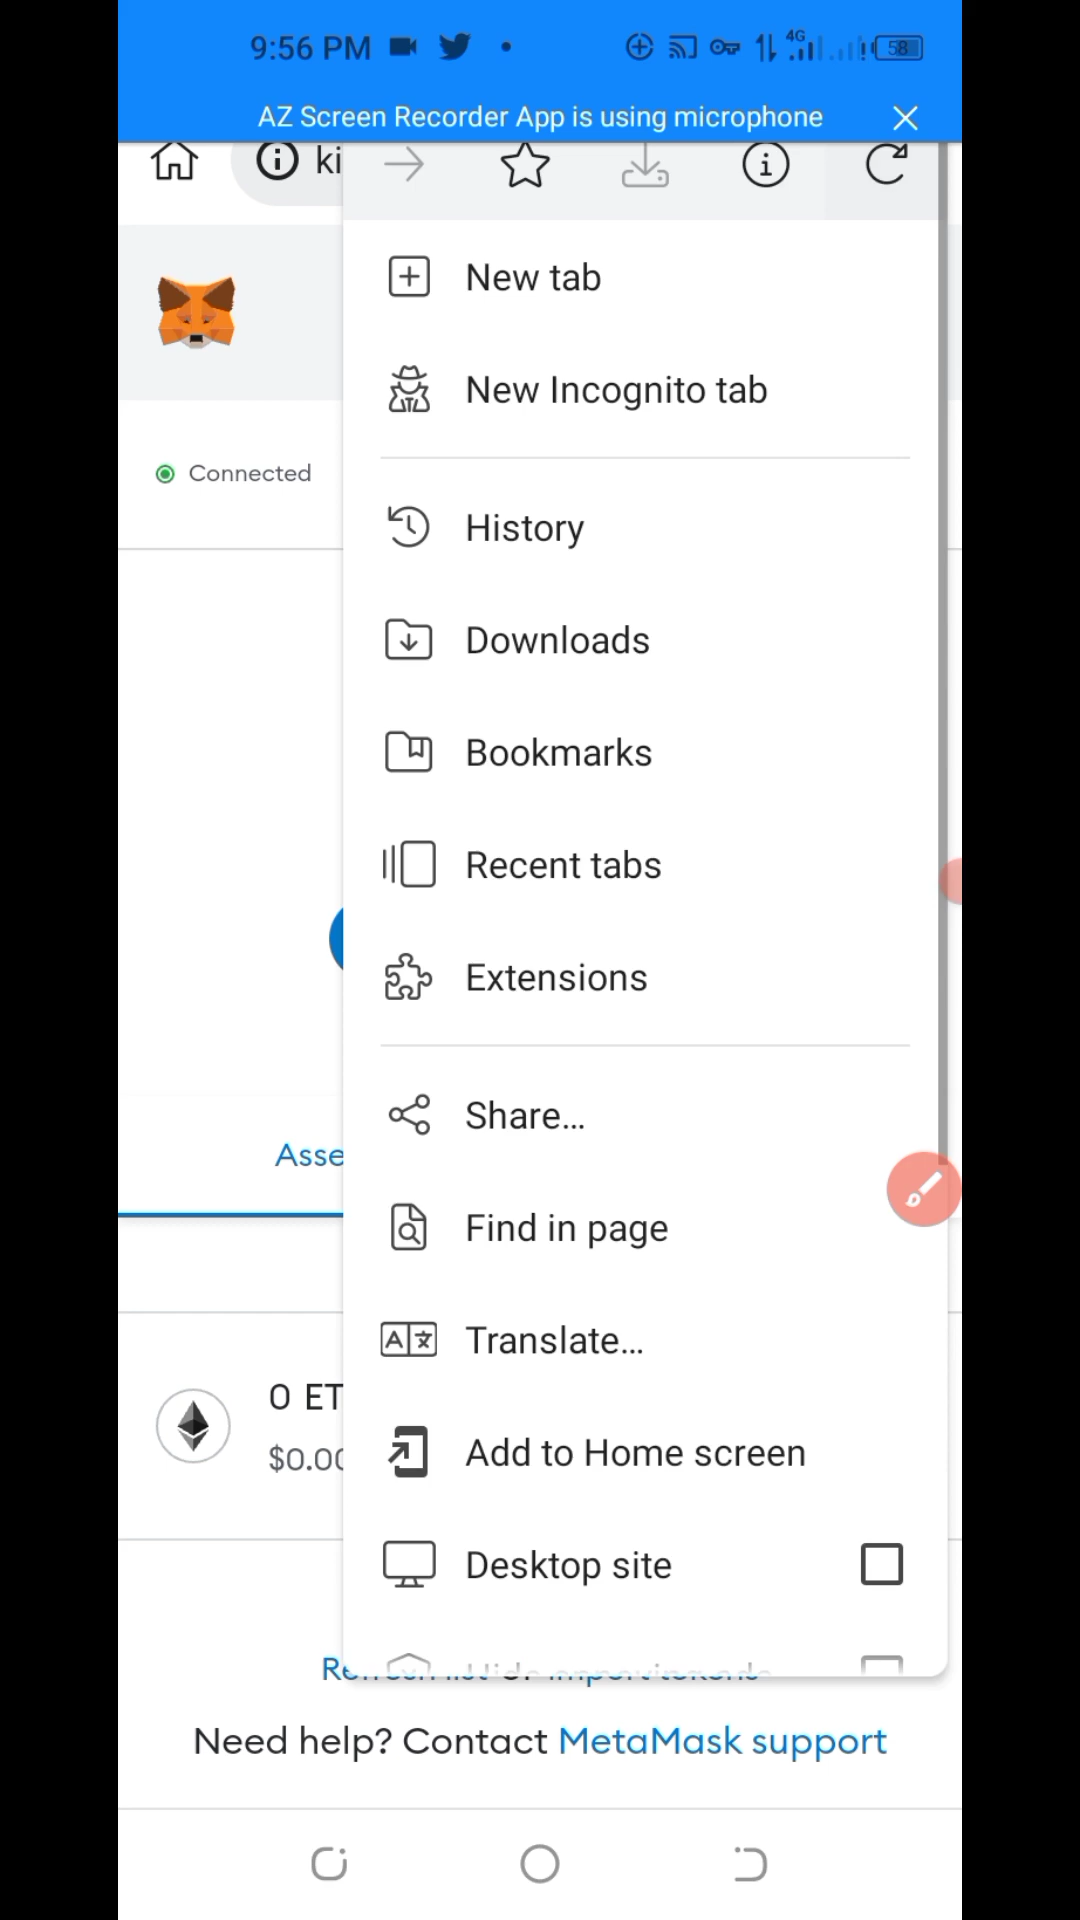 9:56 PM
4G
58
AZ Screen Recorder App is using microphone
ki
New tab
New Incognito tab
Connected
History
Downloads
Bookmarks
Recent tabs
Extensions
Share...
Asse
Find in page
Translate...
0 ET
Add to Home screen
$0.00
Desktop site
Need help? Contact MetaMask support